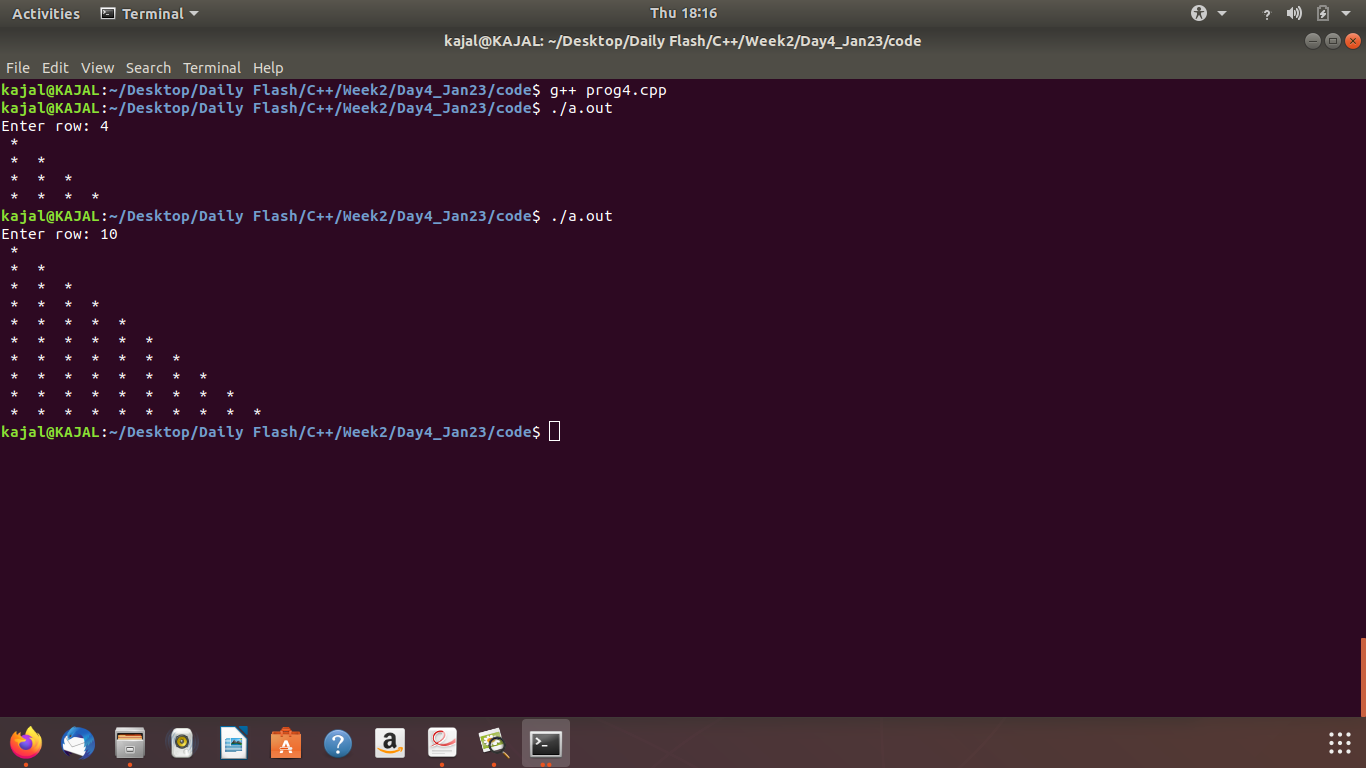 Activities Terminal Thu 18:16 ?
kajal@KAJAL: ~/Desktop/Daily Flash/C++/Week2/Day4_Jan23/code
File Edit View Search Terminal Help
kajal@KAJAL:~/Desktop/Daily Flash/C++/Week2/Day4_Jan23/code$ g++ prog4.cpp
kajal@KAJAL:~/Desktop/Daily Flash/C++/Week2/Day4_Jan23/code$ ./a.out
Enter row: 4
 *
 *  *
 *  *  *
 *  *  *  *
kajal@KAJAL:~/Desktop/Daily Flash/C++/Week2/Day4_Jan23/code$ ./a.out
Enter row: 10
 *
 *  *
 *  *  *
 *  *  *  *
 *  *  *  *  *
 *  *  *  *  *  *
 *  *  *  *  *  *  *
 *  *  *  *  *  *  *  *
 *  *  *  *  *  *  *  *  *
 *  *  *  *  *  *  *  *  *  *
kajal@KAJAL:~/Desktop/Daily Flash/C++/Week2/Day4_Jan23/code$